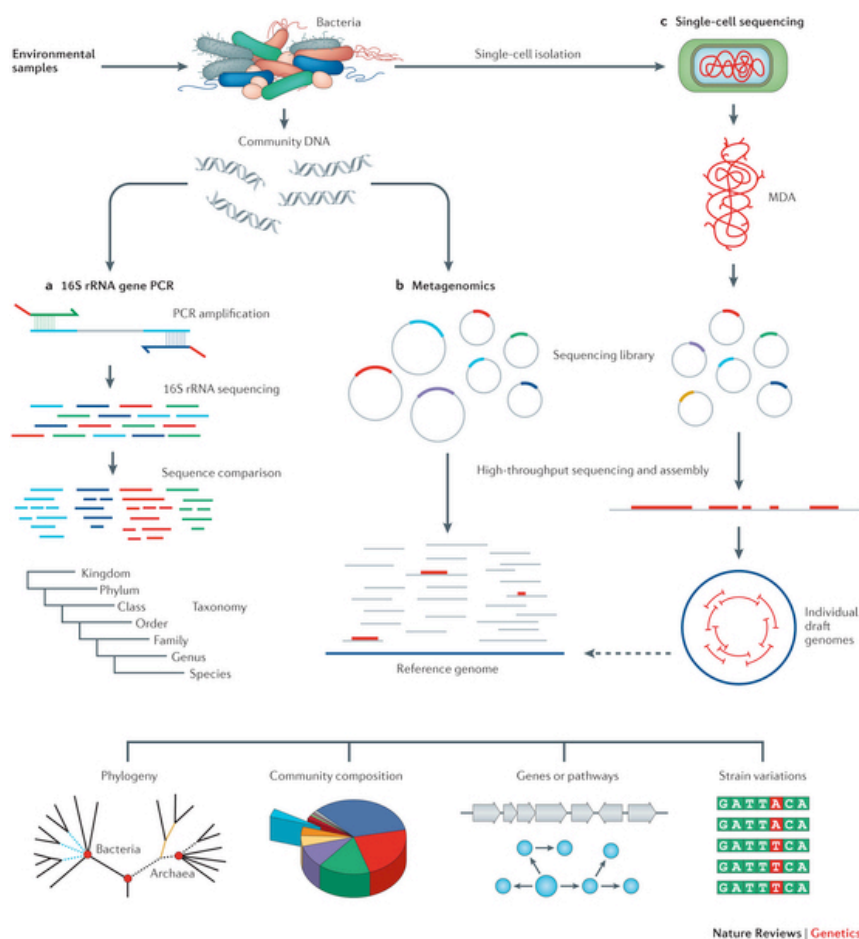 Bacteria
c Single-cell sequencing
Environmental
samples
Single-cell isolation
Community DNA
MDA
a 16S rRNA gene PCR
b Metagenomics
PCR amplification
Sequencing library
16S rRNA sequencing
Sequence comparison
High-throughput sequencing and assembly
Kingdom
Phylum
Class
Taxonomy
Order
Family
Genus
Species
Individual
draft
genomes
Reference genome
Phylogeny
Community composition
Genes or pathways
Strain variations
Bacteria
Archaea
GATTACA
GATTACA
GATTTCA
GATTTCA
GATTTCA
Nature Reviews | Genetics